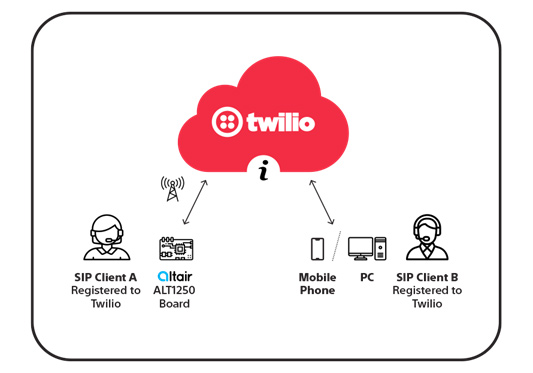 twilio
i
SIP Client A
Registered to
Twilio
altair
ALT1250
Board
Mobile
Phone
PC
SIP Client B
Registered to
Twilio